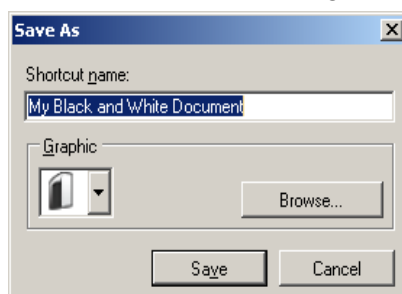 Save As
Shortcut name:
My Black and White Document
Graphic
Browse...
Save
Cancel